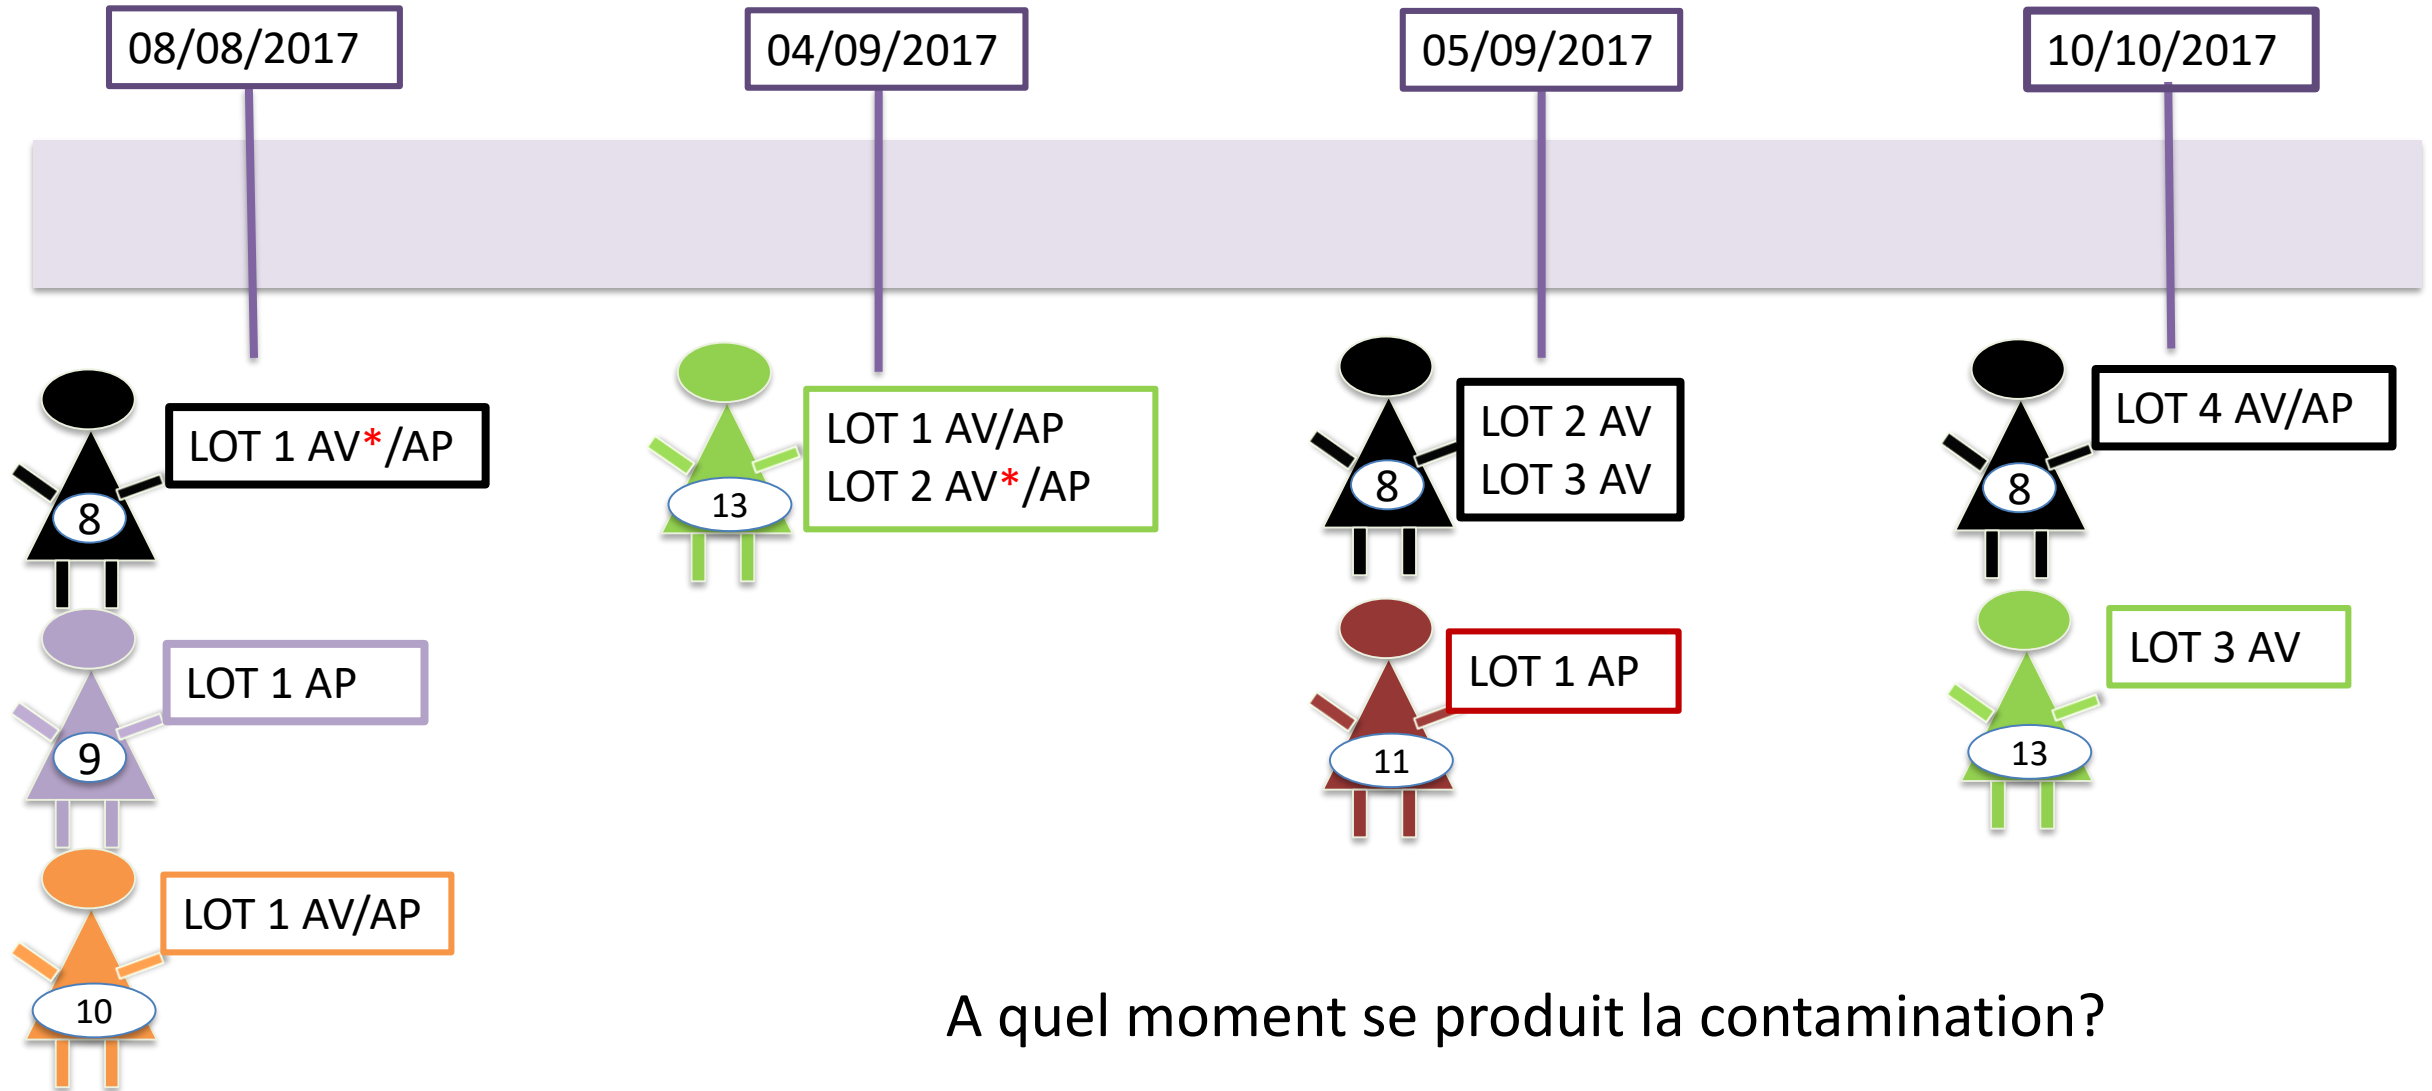 08/08/2017
04/09/2017
05/09/2017
10/10/2017
LOT 1 AV*/AP
8
LOT 1 AP
9
LOT 1 AV/AP
10
LOT 1 AV/AP
LOT 2 AV*/AP
13
LOT 2 AV
LOT 3 AV
8
LOT 1 AP
11
LOT 4 AV/AP
8
LOT 3 AV
13
A quel moment se produit la contamination?